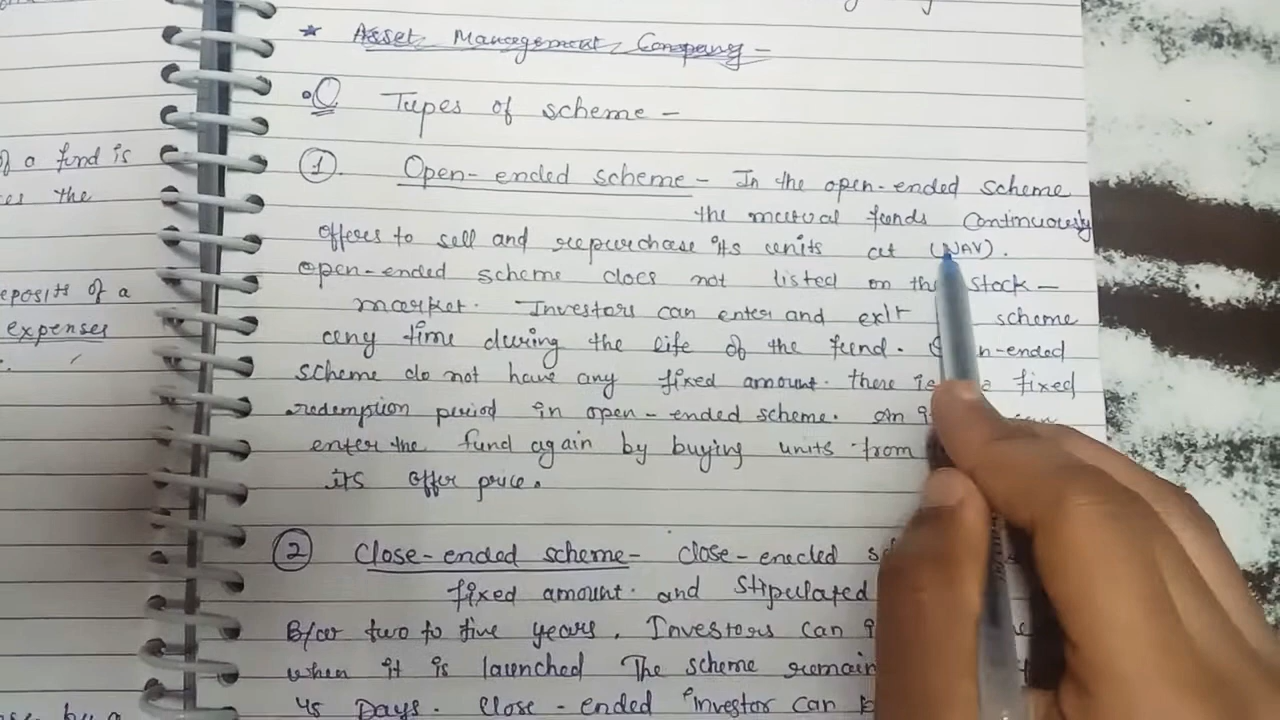 of a fund is
the
eposits of a
expenses
* Asset Management Company -
Types of scheme -
1. Open-ended scheme - In the open-ended scheme
the mutual funds continuously
offers to sell and repurchase its units at (NAV).
open-ended scheme does not listed on the stock -
market. Investors can enter and exit scheme
any time during the life of the fund. n-ended
scheme do not have any fixed amount. there is fixed
redemption period in open-ended scheme. An
enter the fund again by buying units from
its offer price.
2 Close-ended scheme - close-ended
fixed amount. and stipulated
B/w two to five years. Investors can
when it is launched The scheme remain
45 Days. Close-ended investor can
by a